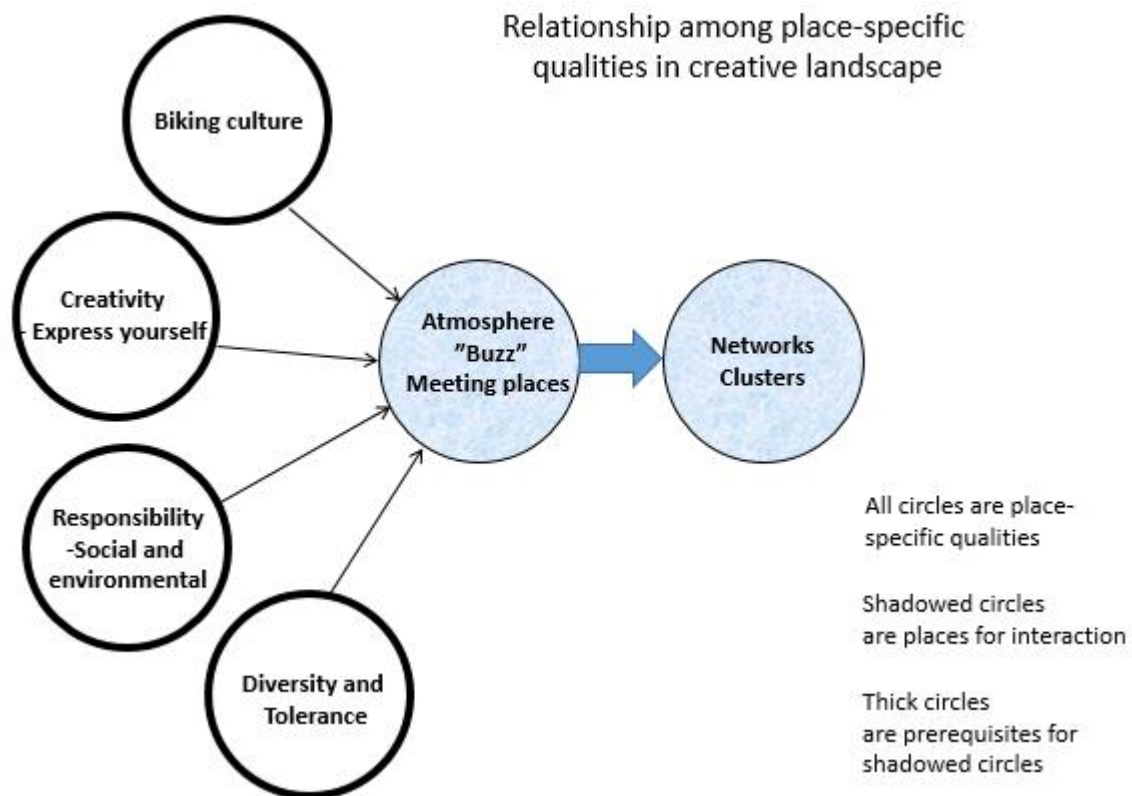 Relationship among place-specific
qualities in creative landscape
Biking culture
Creativity
- Express yourself
Atmosphere
”Buzz”
Meeting places
Networks
Clusters
Responsibility
-Social and
environmental
Diversity and
Tolerance
All circles are place-
specific qualities
Shadowed circles
are places for interaction
Thick circles
are prerequisites for
shadowed circles